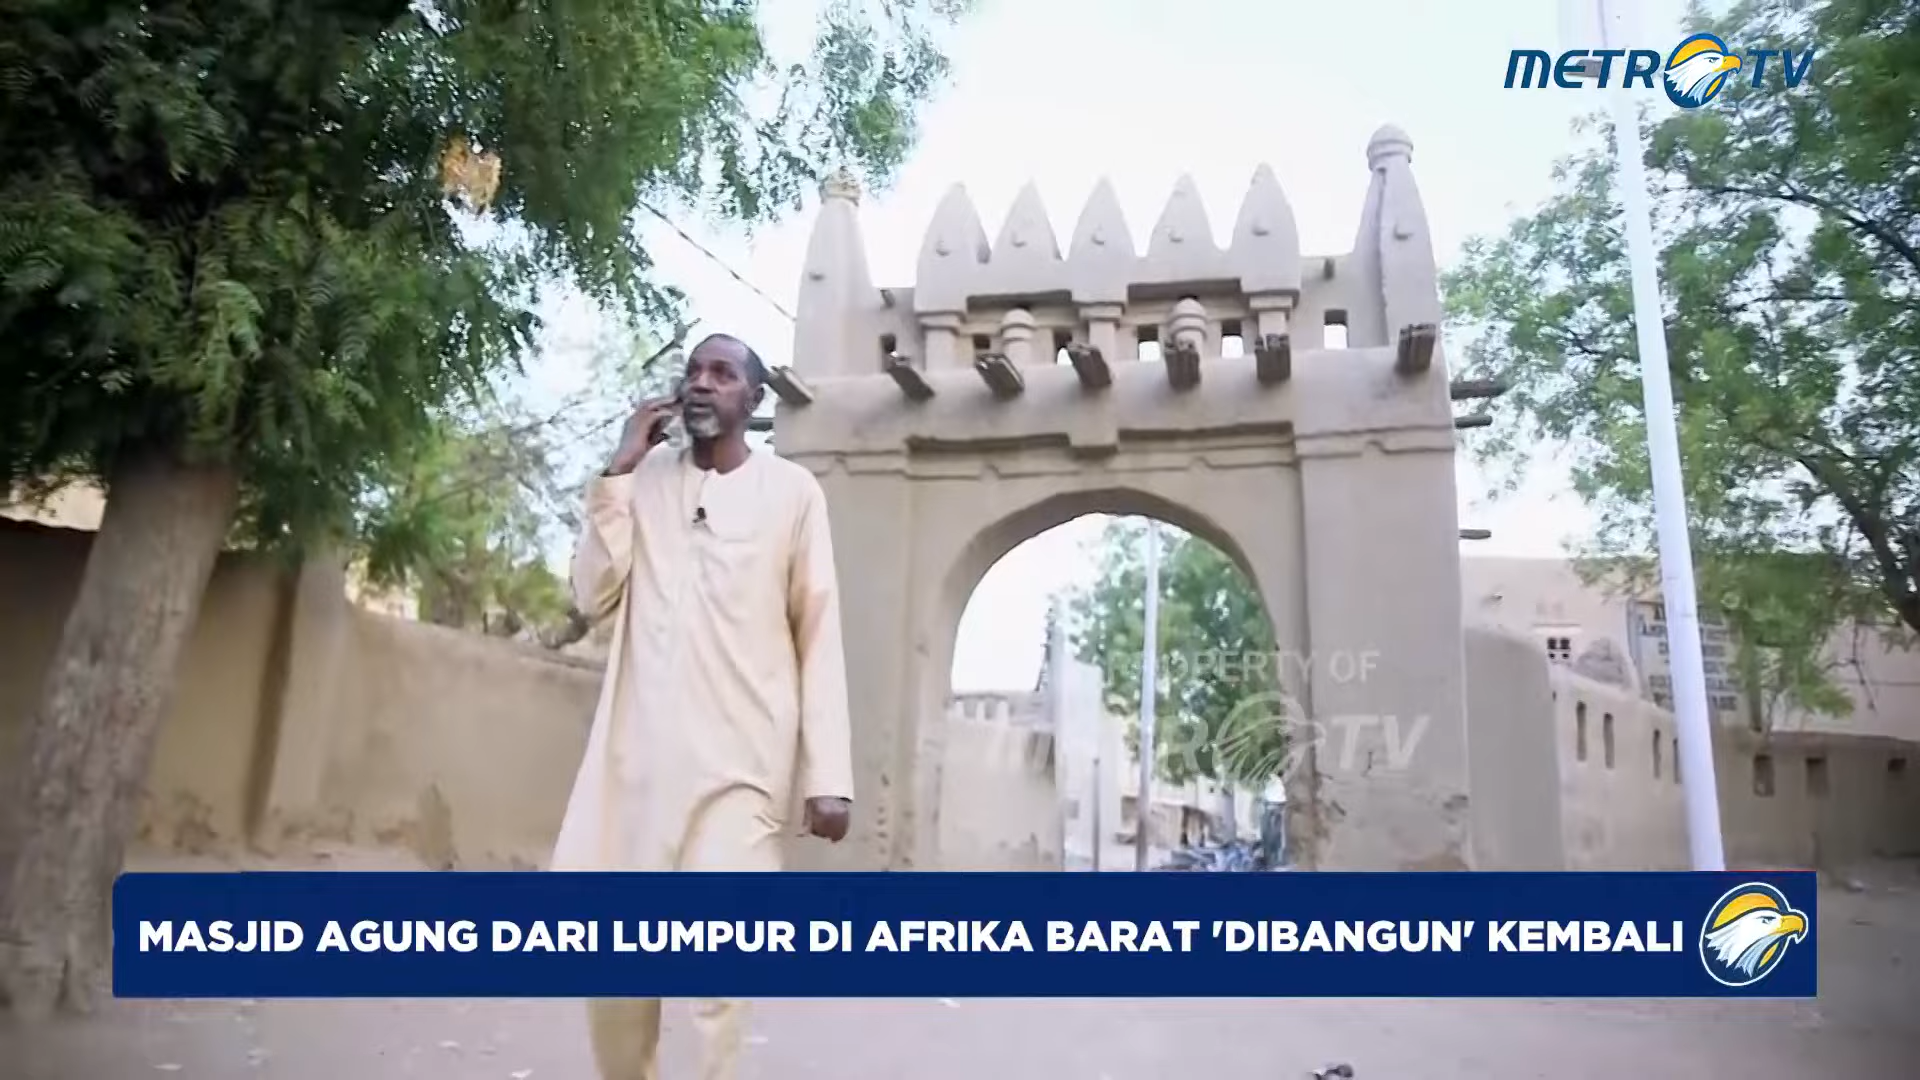 METRO TV
PROPERTY OF
METRO TV
MASJID AGUNG DARI LUMPUR DI AFRIKA BARAT 'DIBANGUN' KEMBALI